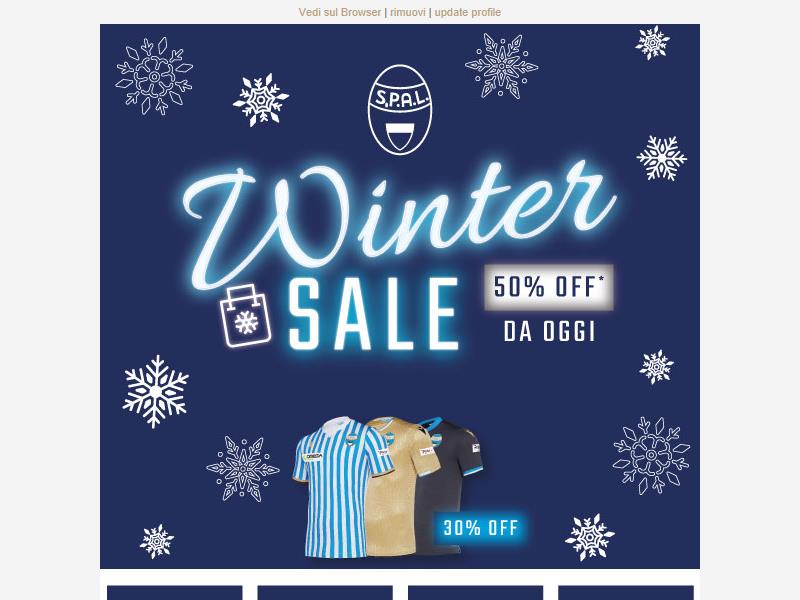 Vedi sul Browser | rimuovi | update profile
S.P.A.L.
Winter
SALE
50% OFF*
DA OGGI
30% OFF